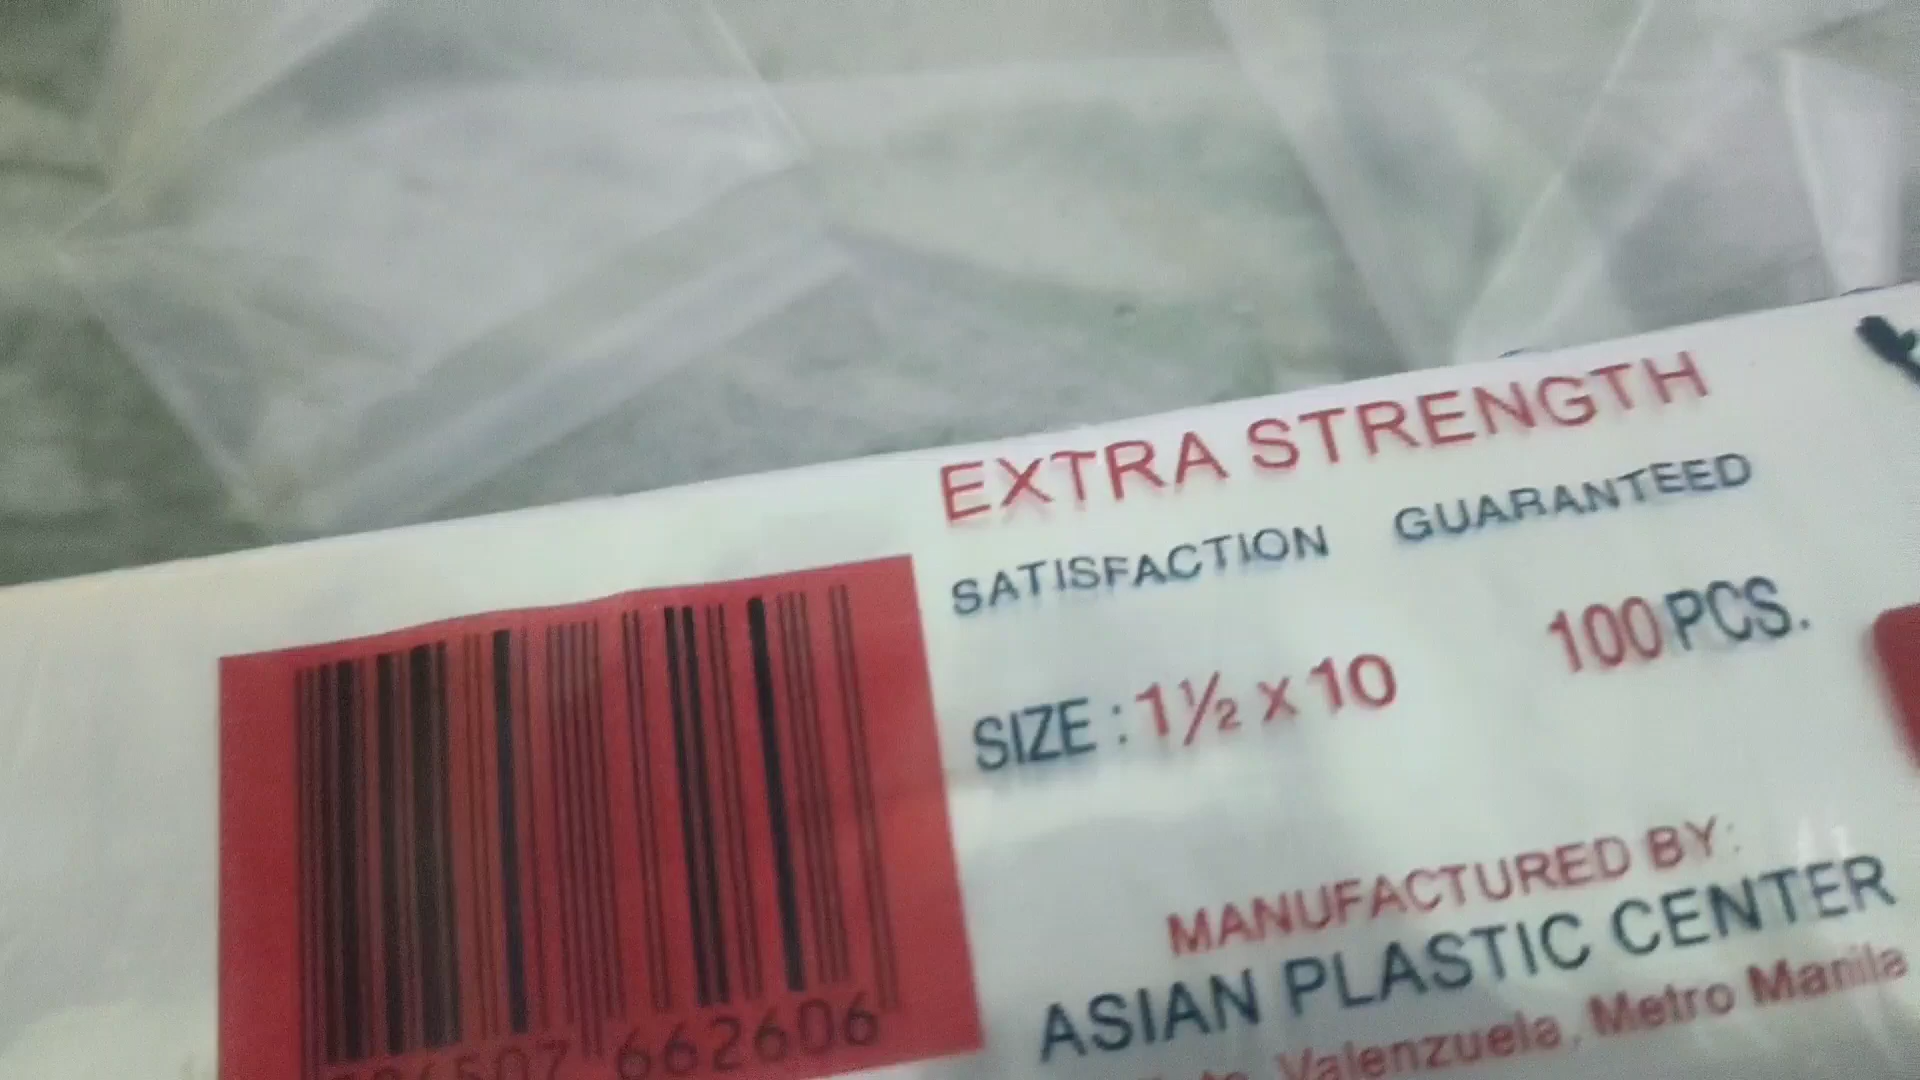 EXTRA STRENGTH
SATISFACTION GUARANTEED
SIZE : 1½ x 10 100 PCS.
MANUFACTURED BY:
ASIAN PLASTIC CENTER
Valenzuela, Metro Manila
662606